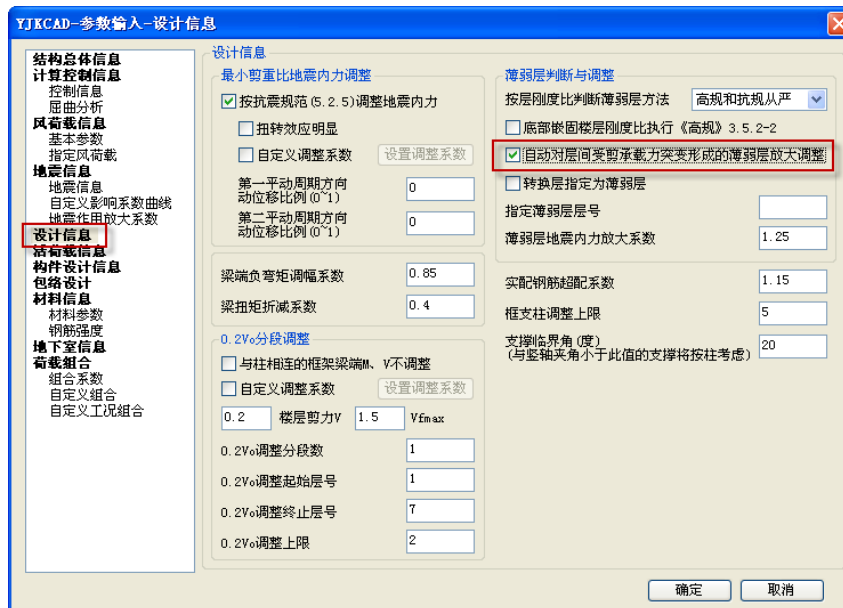 YJKCAD-参数输入-设计信息
结构总体信息
计算控制信息
控制信息
屈曲分析
风荷载信息
基本参数
指定风荷载
地震信息
地震信息
自定义影响系数曲线
地震作用放大系数
设计信息
活荷载信息
构件设计信息
包络设计
材料信息
材料参数
钢筋强度
地下室信息
荷载组合
组合系数
自定义组合
自定义工况组合
设计信息
最小剪重比地震内力调整
按抗震规范(5.2.5)调整地震内力
扭转效应明显
自定义调整系数 设置调整系数
第一平动周期方向
动位移比例(0~1) 0
第二平动周期方向
动位移比例(0~1) 0
梁端负弯矩调幅系数 0.85
梁扭矩折减系数 0.4
0.2V₀分段调整
与柱相连的框架梁端M、V不调整
自定义调整系数 设置调整系数
0.2 楼层剪力V 1.5 Vfmax
0.2V₀调整分段数 1
0.2V₀调整起始层号 1
0.2V₀调整终止层号 7
0.2V₀调整上限 2
薄弱层判断与调整
按层刚度比判断薄弱层方法 高规和抗规从严
底部嵌固楼层刚度比执行《高规》3.5.2-2
自动对层间受剪承载力突变形成的薄弱层放大调整
转换层指定为薄弱层
指定薄弱层层号
薄弱层地震内力放大系数 1.25
实配钢筋超配系数 1.15
框支柱调整上限 5
支撑临界角(度) 20
(与竖轴夹角小于此值的支撑将按柱考虑)
确定 取消